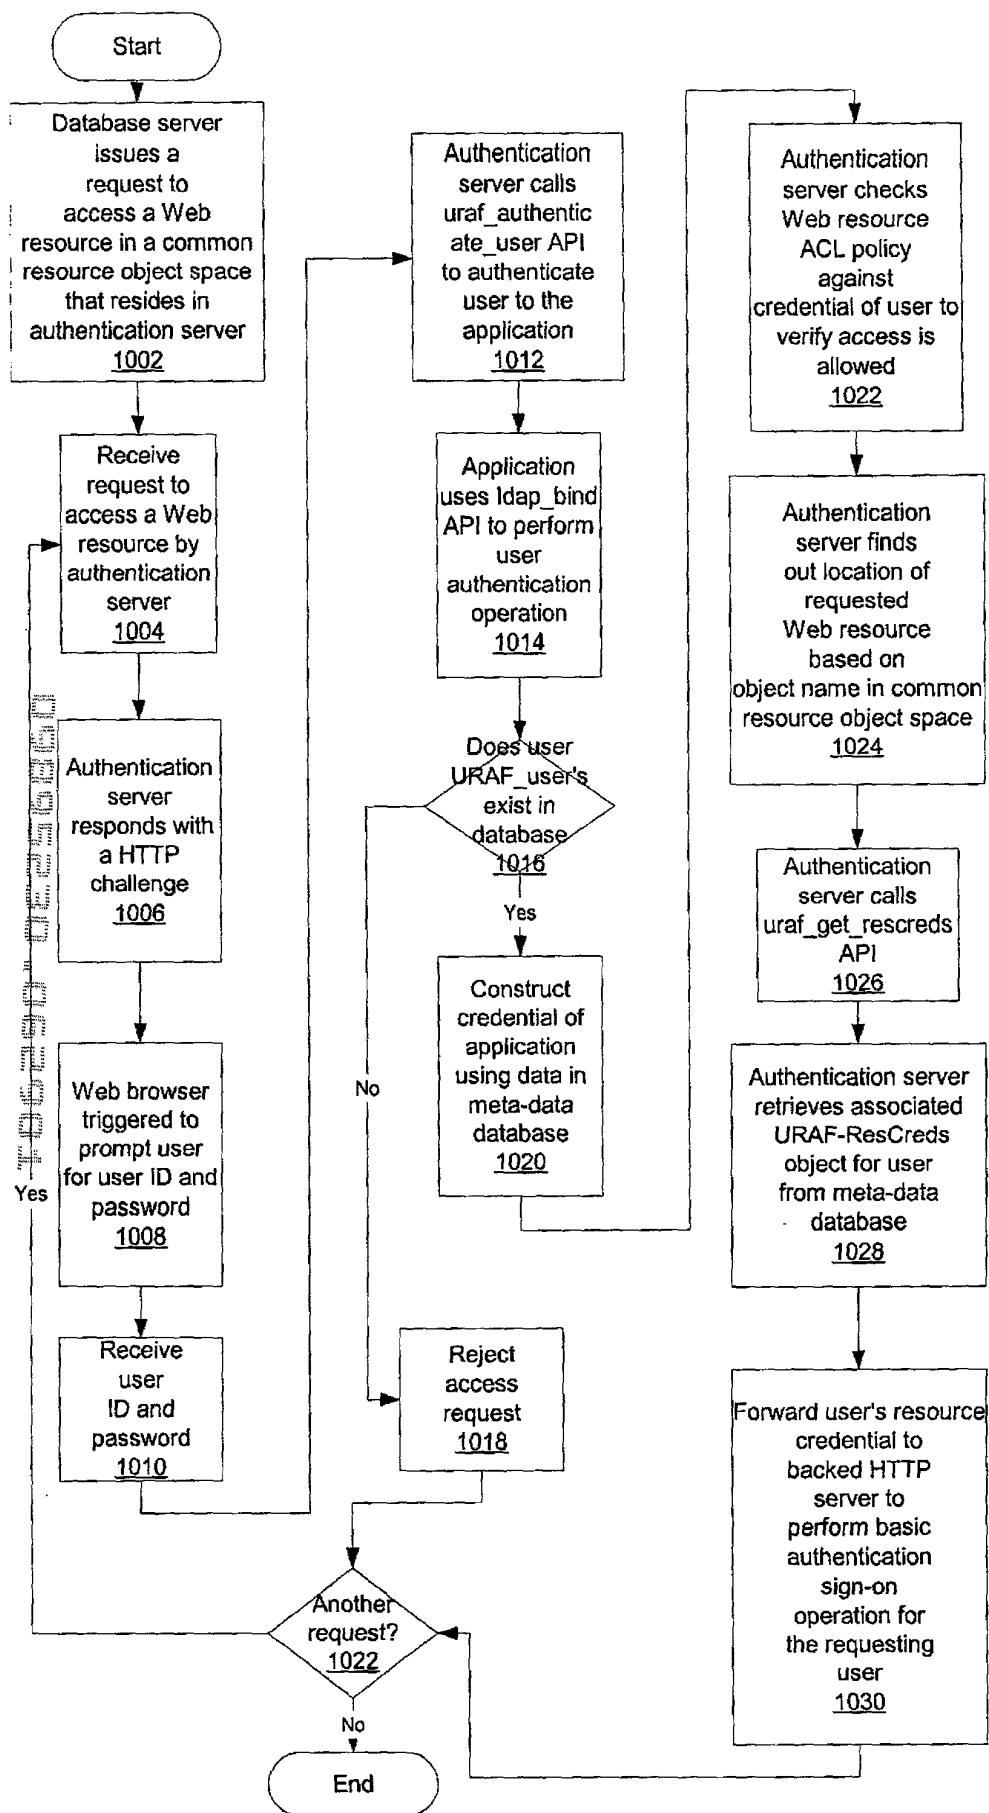 Start
Database server
issues a
request to
access a Web
resource in a common
resource object space
that resides in
authentication server
1002
Receive
request to
access a Web
resource by
authentication
server
1004
Authentication
server
responds with
a HTTP
challenge
1006
Web browser
triggered to
prompt user
for user ID and
password
1008
Yes
Receive
user
ID and
password
1010
Authentication
server calls
uraf_authentic
ate_user API
to authenticate
user to the
application
1012
Application
uses ldap_bind
API to perform
user
authentication
operation
1014
Does user
URAF_user's
exist in
database
1016
Yes
No
Construct
credential of
application
using data in
meta-data
database
1020
Reject
access
request
1018
Another
request?
1022
No
End
Authentication
server checks
Web resource
ACL policy
against
credential of user to
verify access is
allowed
1022
Authentication
server finds
out location of
requested
Web resource
based on
object name in common
resource object space
1024
Authentication
server calls
uraf_get_rescreds
API
1026
Authentication server
retrieves associated
URAF-ResCreds
object for user
from meta-data
database
1028
Forward user's resource
credential to
backed HTTP
server to
perform basic
authentication
sign-on
operation for
the requesting
user
1030